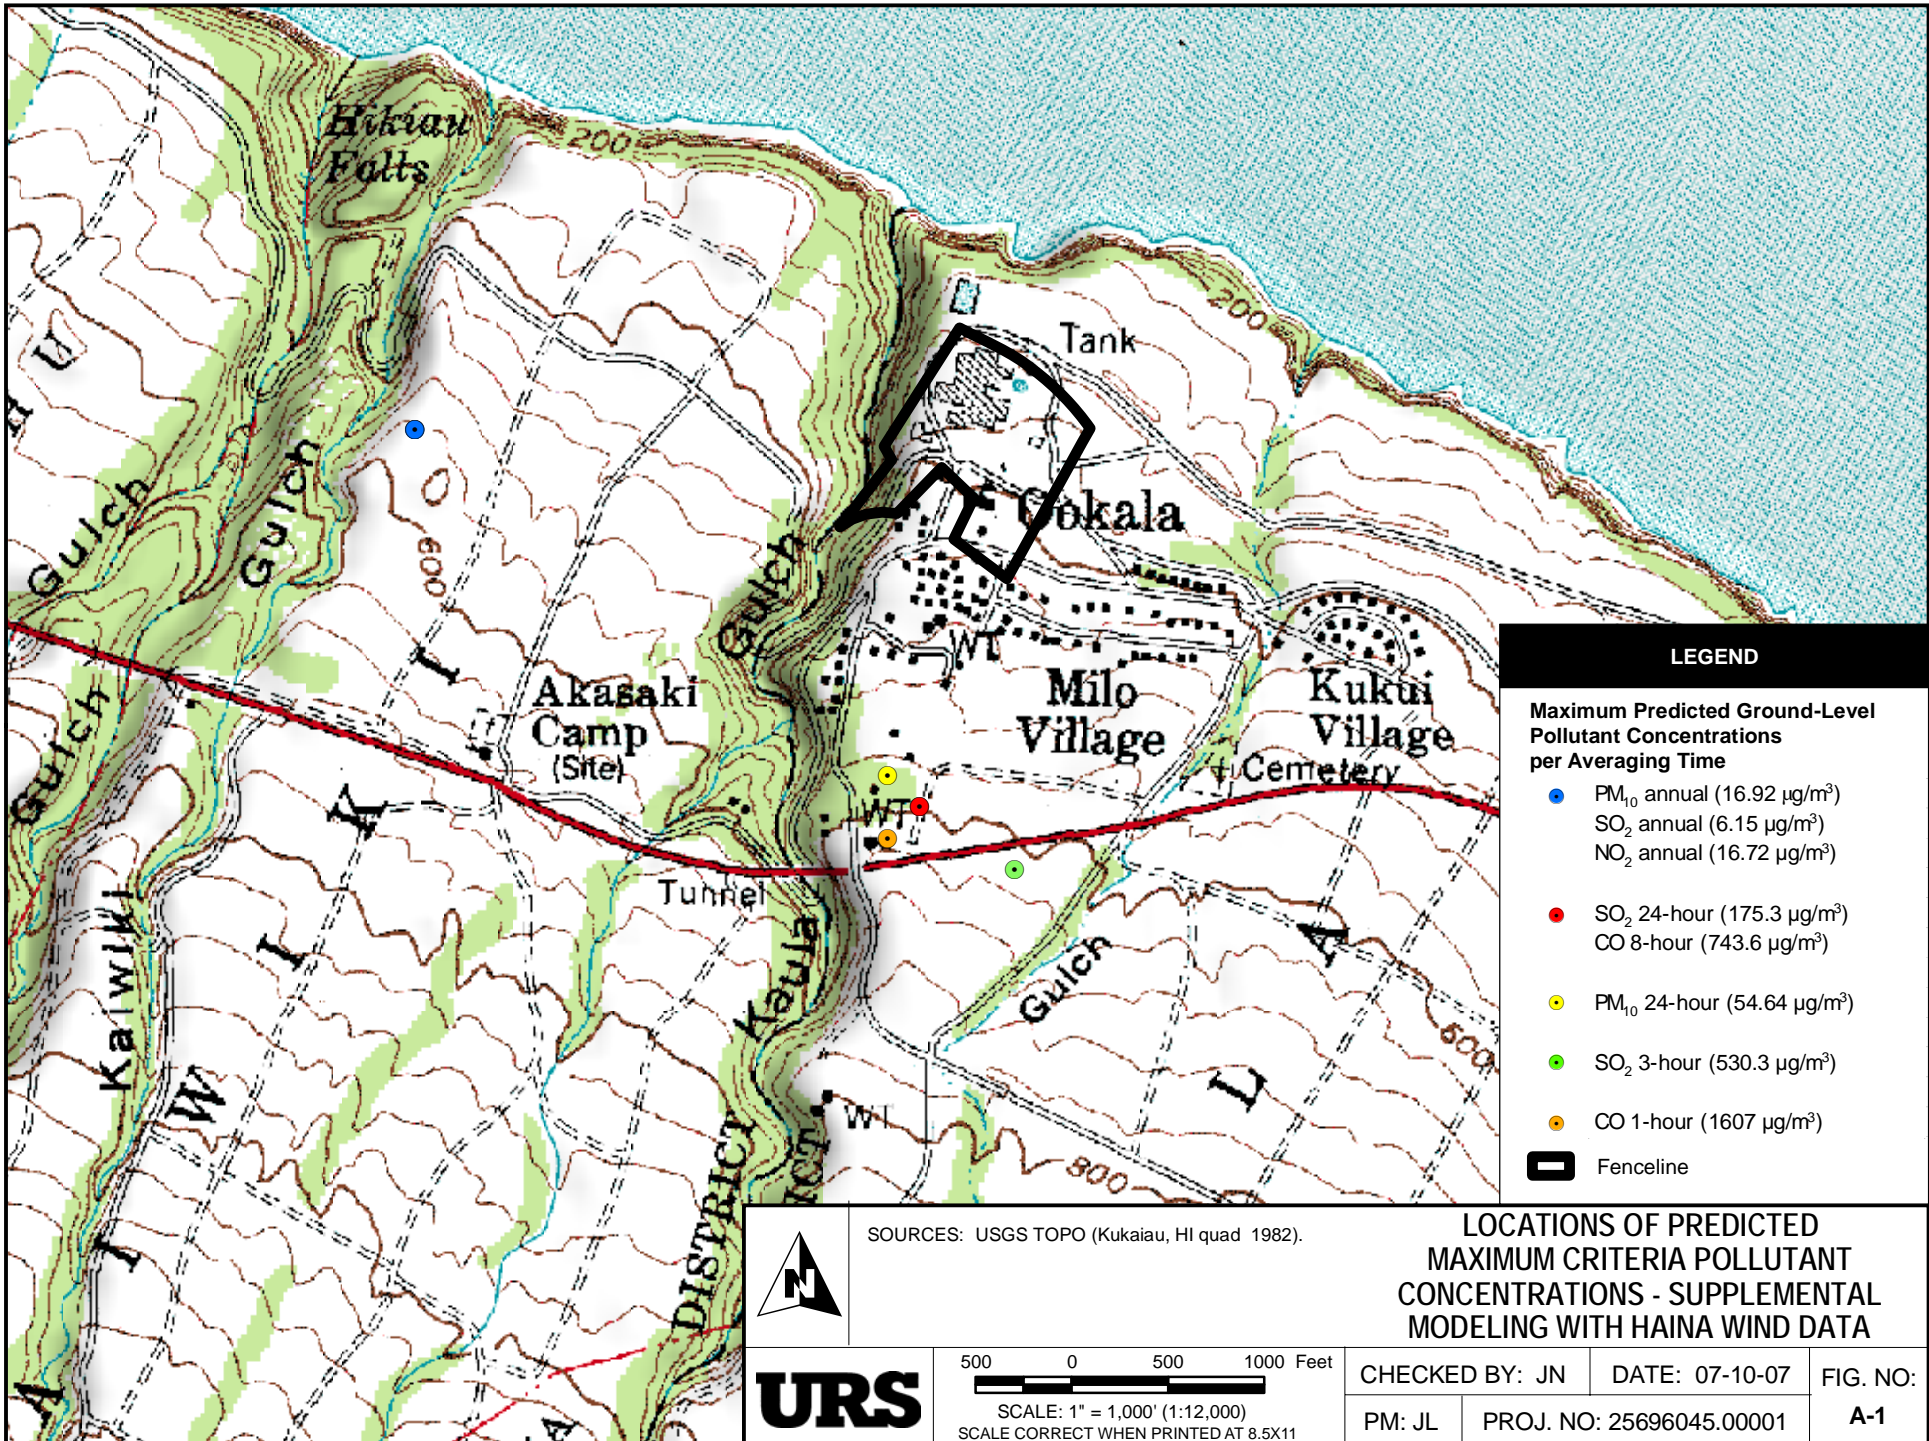 Hikiau
Falls
200
Tank
200
U
A
Gulch
Gulch
600
Ookala
Gulch
I
WT
Akasaki
Camp
(Site)
Milo
Village
Kukui
Village
Gulch
Cemetery
K
WT
Tunnel
Kaiwiki
I
Kaula
Gulch
A
W
WT
L
600
DISTRICT
800
I
A
A
LEGEND
Maximum Predicted Ground-Level
Pollutant Concentrations
per Averaging Time
PM10 annual (16.92 µg/m³)
SO2 annual (6.15 µg/m³)
NO2 annual (16.72 µg/m³)
SO2 24-hour (175.3 µg/m³)
CO 8-hour (743.6 µg/m³)
PM10 24-hour (54.64 µg/m³)
SO2 3-hour (530.3 µg/m³)
CO 1-hour (1607 µg/m³)
Fenceline
N
SOURCES: USGS TOPO (Kukaiau, HI quad 1982).
LOCATIONS OF PREDICTED
MAXIMUM CRITERIA POLLUTANT
CONCENTRATIONS - SUPPLEMENTAL
MODELING WITH HAINA WIND DATA
URS
500 0 500 1000 Feet
SCALE: 1" = 1,000' (1:12,000)
SCALE CORRECT WHEN PRINTED AT 8.5X11
CHECKED BY: JN
DATE: 07-10-07
FIG. NO:
A-1
PM: JL
PROJ. NO: 25696045.00001